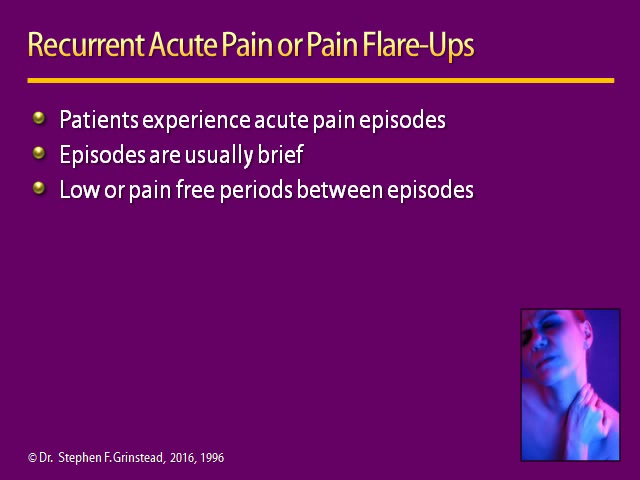 Recurrent Acute Pain or Pain Flare-Ups
Patients experience acute pain episodes
Episodes are usually brief
Low or pain free periods between episodes
© Dr. Stephen F. Grinstead, 2016, 1996